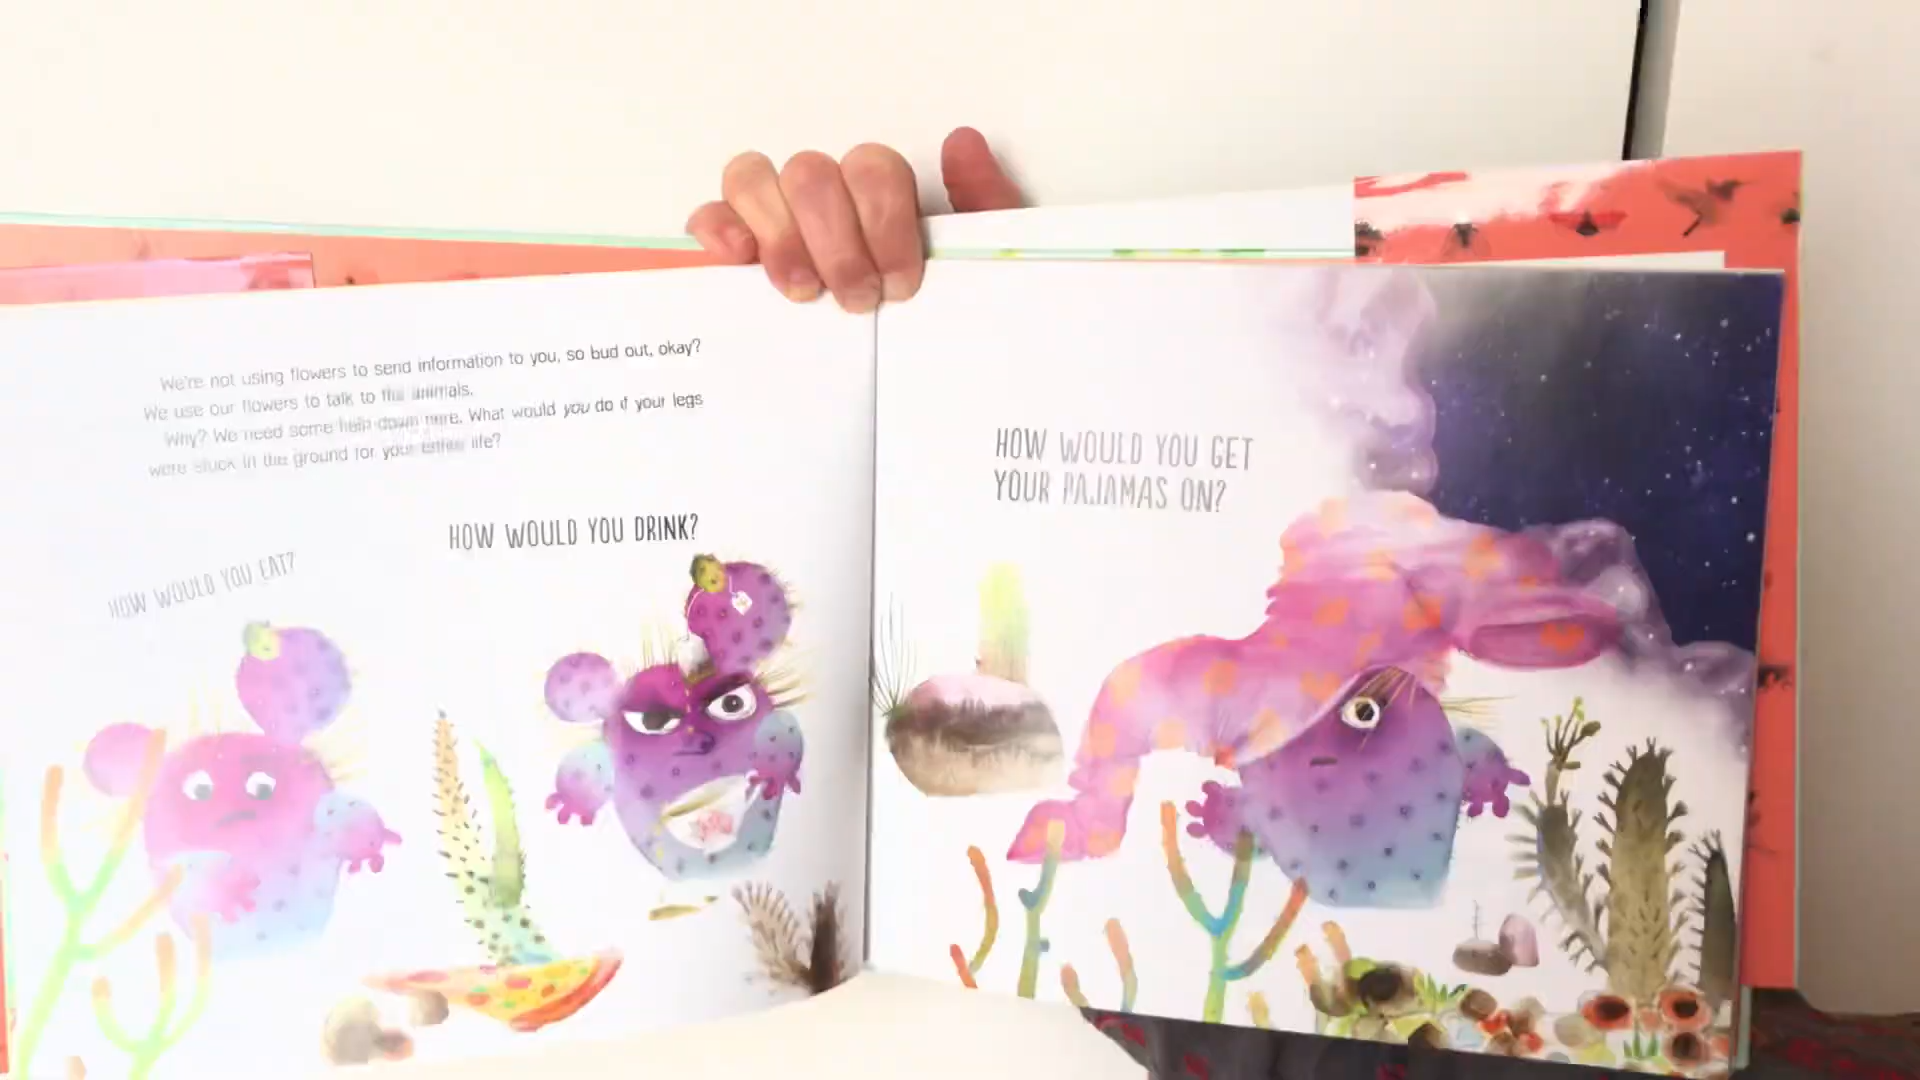 We're not using flowers to send information to you, so bud out, okay?
We use our flowers to talk to the animals.
Why? We need some help down here. What would you do if your legs
were stuck in the ground for your entire life?
HOW WOULD YOU DRINK?
HOW WOULD YOU EAT?
HOW WOULD YOU GET
YOUR PAJAMAS ON?